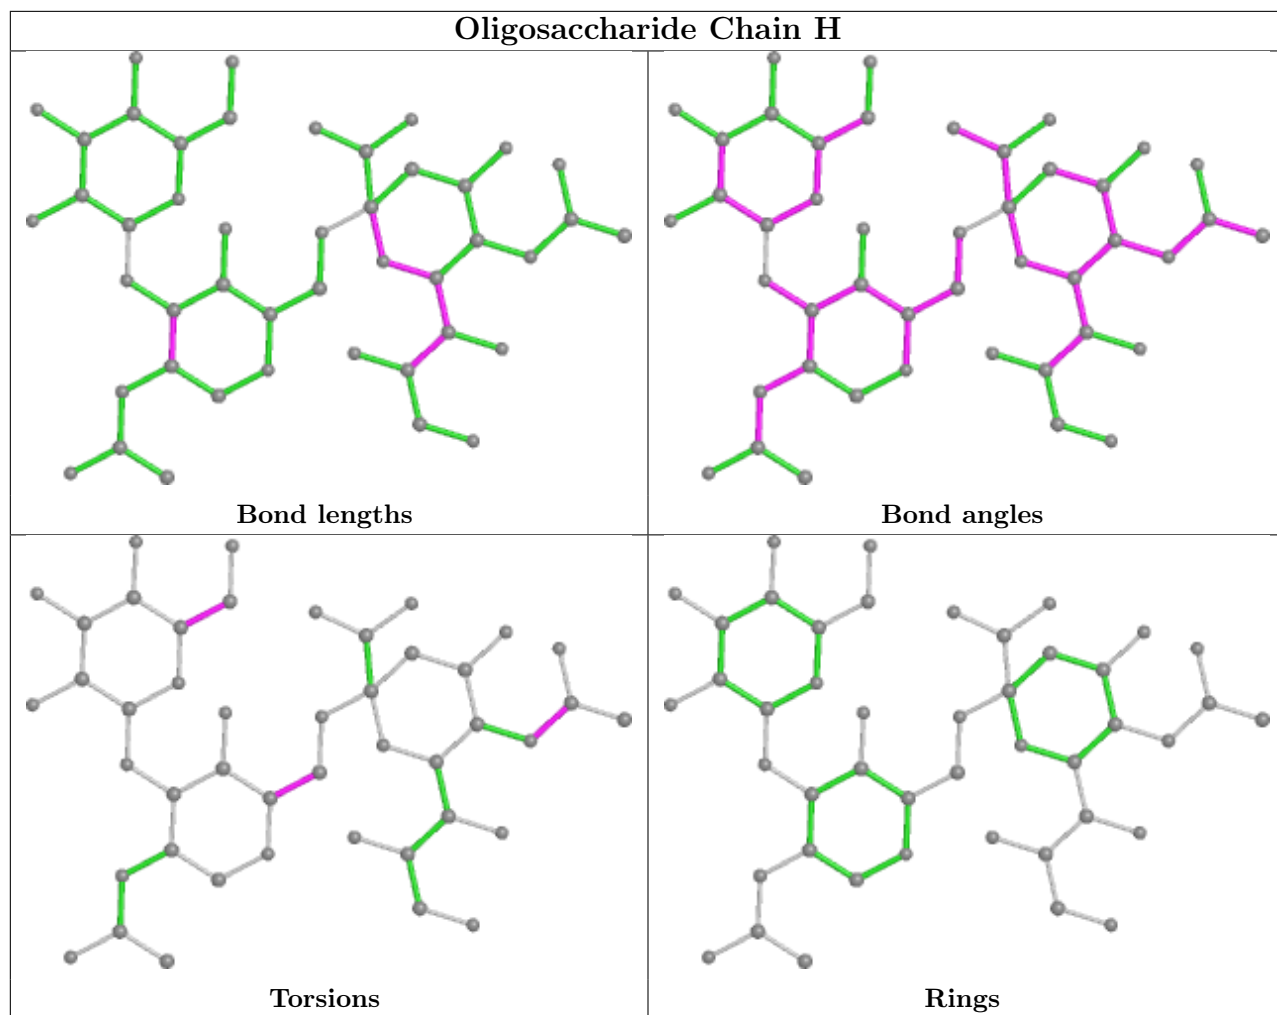 Oligosaccharide Chain H
Bond lengths
Bond angles
Torsions
Rings